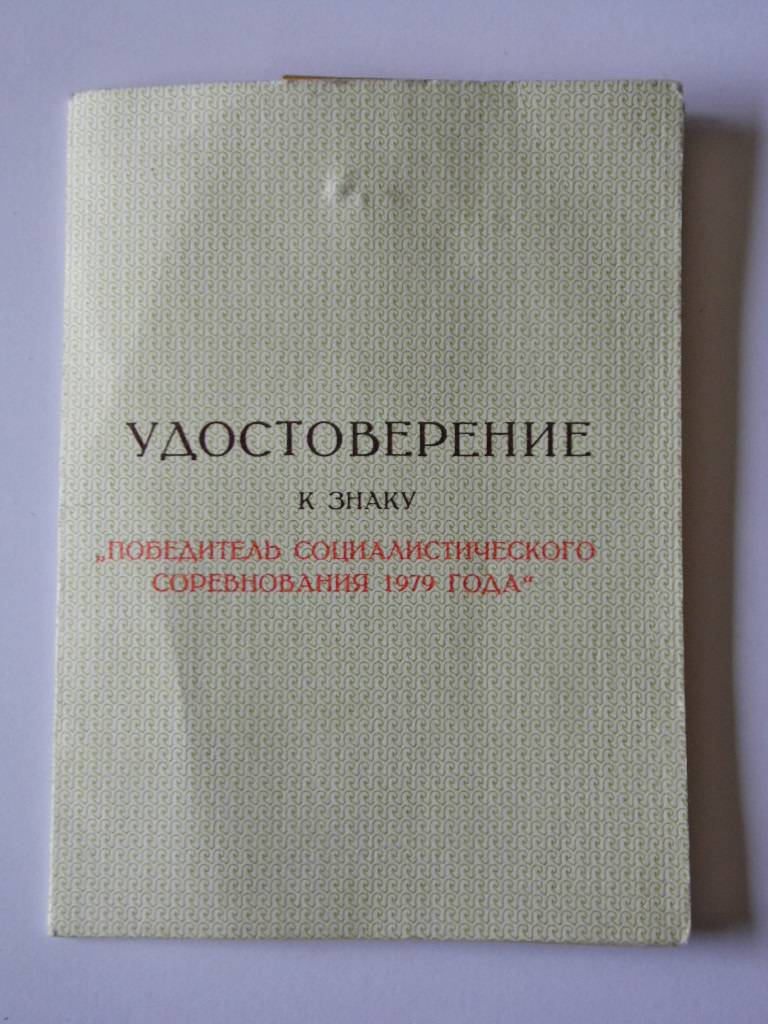 УДОСТОВЕРЕНИЕ
К ЗНАКУ
„ПОБЕДИТЕЛЬ СОЦИАЛИСТИЧЕСКОГО
СОРЕВНОВАНИЯ 1979 ГОДА“